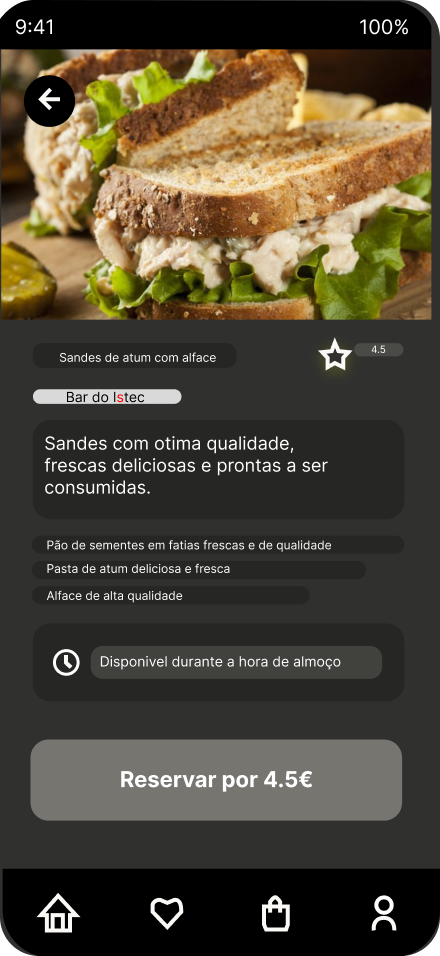 9:41
100%
Sandes de atum com alface
4.5
Bar do Istec
Sandes com otima qualidade,
frescas deliciosas e prontas a ser
consumidas.
Pão de sementes em fatias frescas e de qualidade
Pasta de atum deliciosa e fresca
Alface de alta qualidade
Disponivel durante a hora de almoço
Reservar por 4.5€